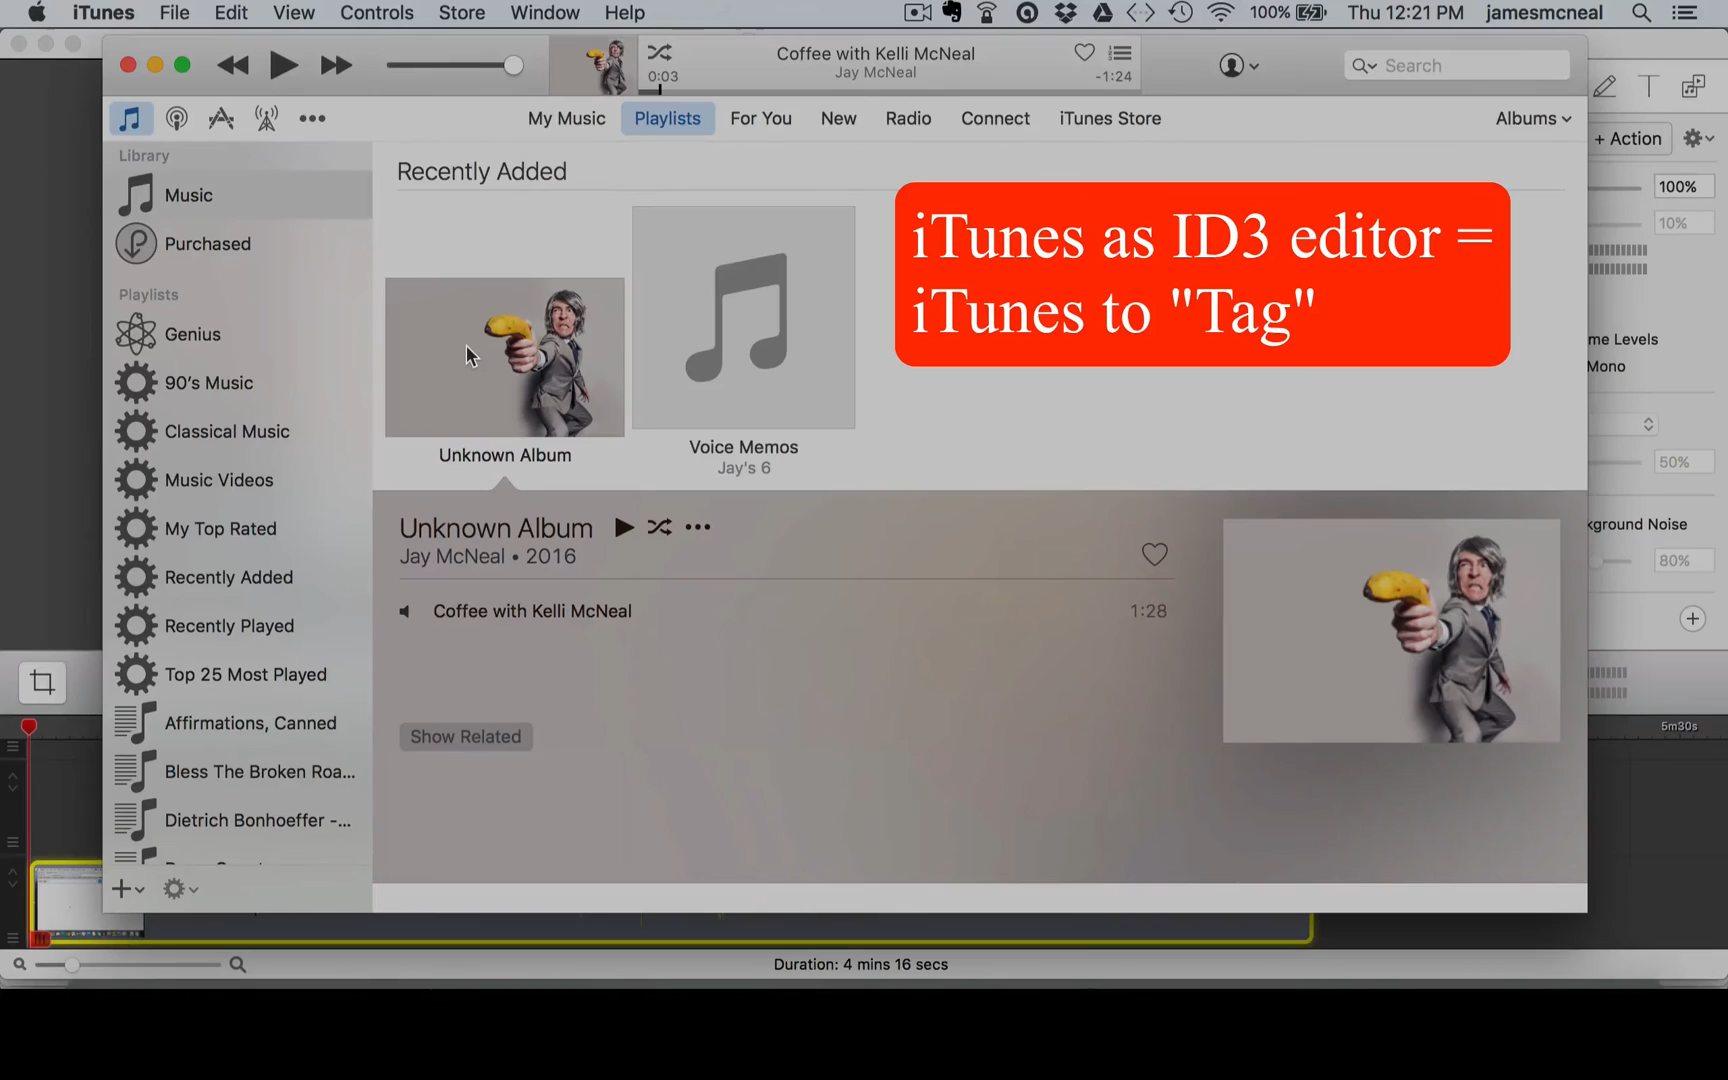 iTunes File Edit View Controls Store Window Help 100% Thu 12:21 PM jamesmcneal
Coffee with Kelli McNeal
Jay McNeal
0:03
-1:24
Search
My Music Playlists For You New Radio Connect iTunes Store Albums
+ Action
100%
10%
me Levels
Mono
50%
kground Noise
80%
5m30s
Library
Music
Purchased
Playlists
Genius
90's Music
Classical Music
Music Videos
My Top Rated
Recently Added
Recently Played
Top 25 Most Played
Affirmations, Canned
Bless The Broken Roa...
Dietrich Bonhoeffer -...
Recently Added
iTunes as ID3 editor =
iTunes to "Tag"
Unknown Album
Voice Memos
Jay's 6
Unknown Album
Jay McNeal • 2016
Coffee with Kelli McNeal 1:28
Show Related
Duration: 4 mins 16 secs